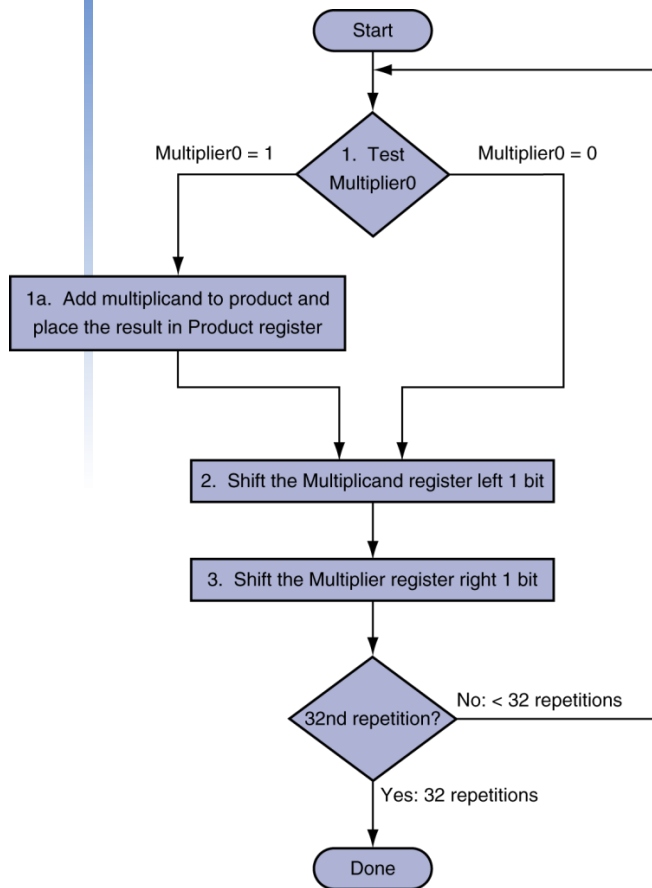 Start
1. Test
Multiplier0
Multiplier0 = 1
Multiplier0 = 0
1a. Add multiplicand to product and
place the result in Product register
2. Shift the Multiplicand register left 1 bit
3. Shift the Multiplier register right 1 bit
32nd repetition?
No: < 32 repetitions
Yes: 32 repetitions
Done